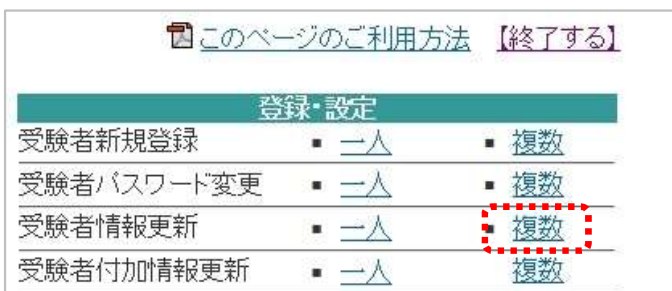 このページのご利用方法 【終了する】
登録・設定
受験者新規登録 ▪ 一人 ▪ 複数
受験者パスワード変更 ▪ 一人 ▪ 複数
受験者情報更新 ▪ 一人 ▪ 複数
受験者付加情報更新 ▪ 一人 複数